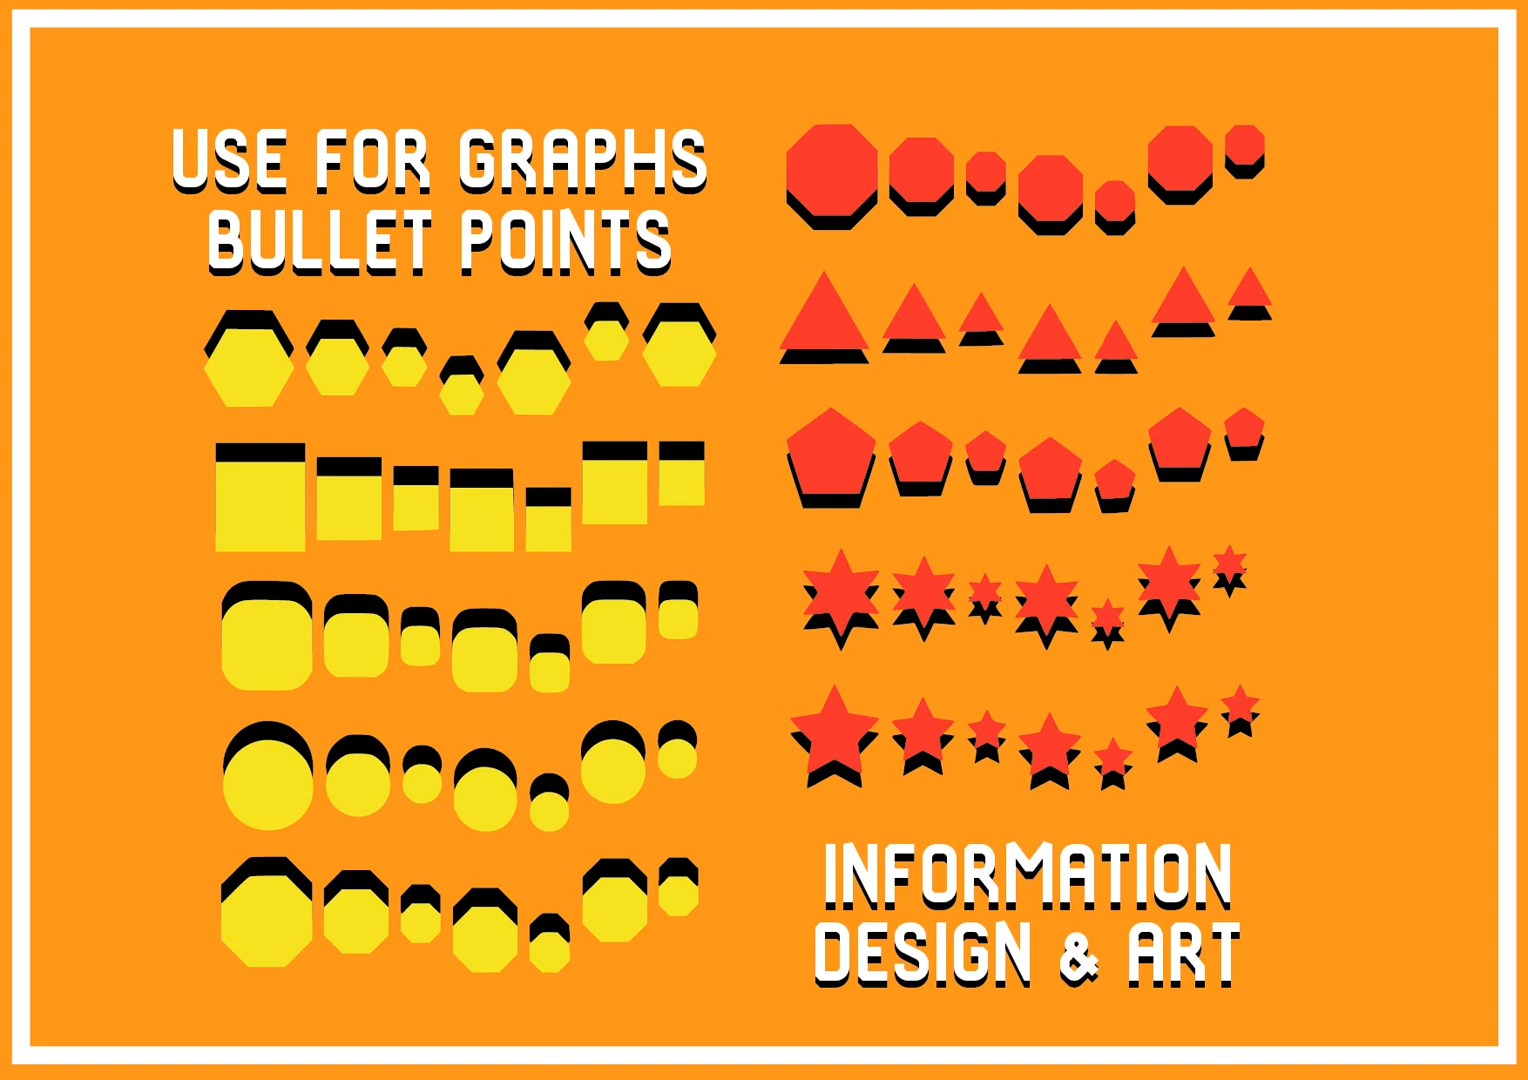 USE FOR GRAPHS
BULLET POINTS
INFORMATION
DESIGN & ART